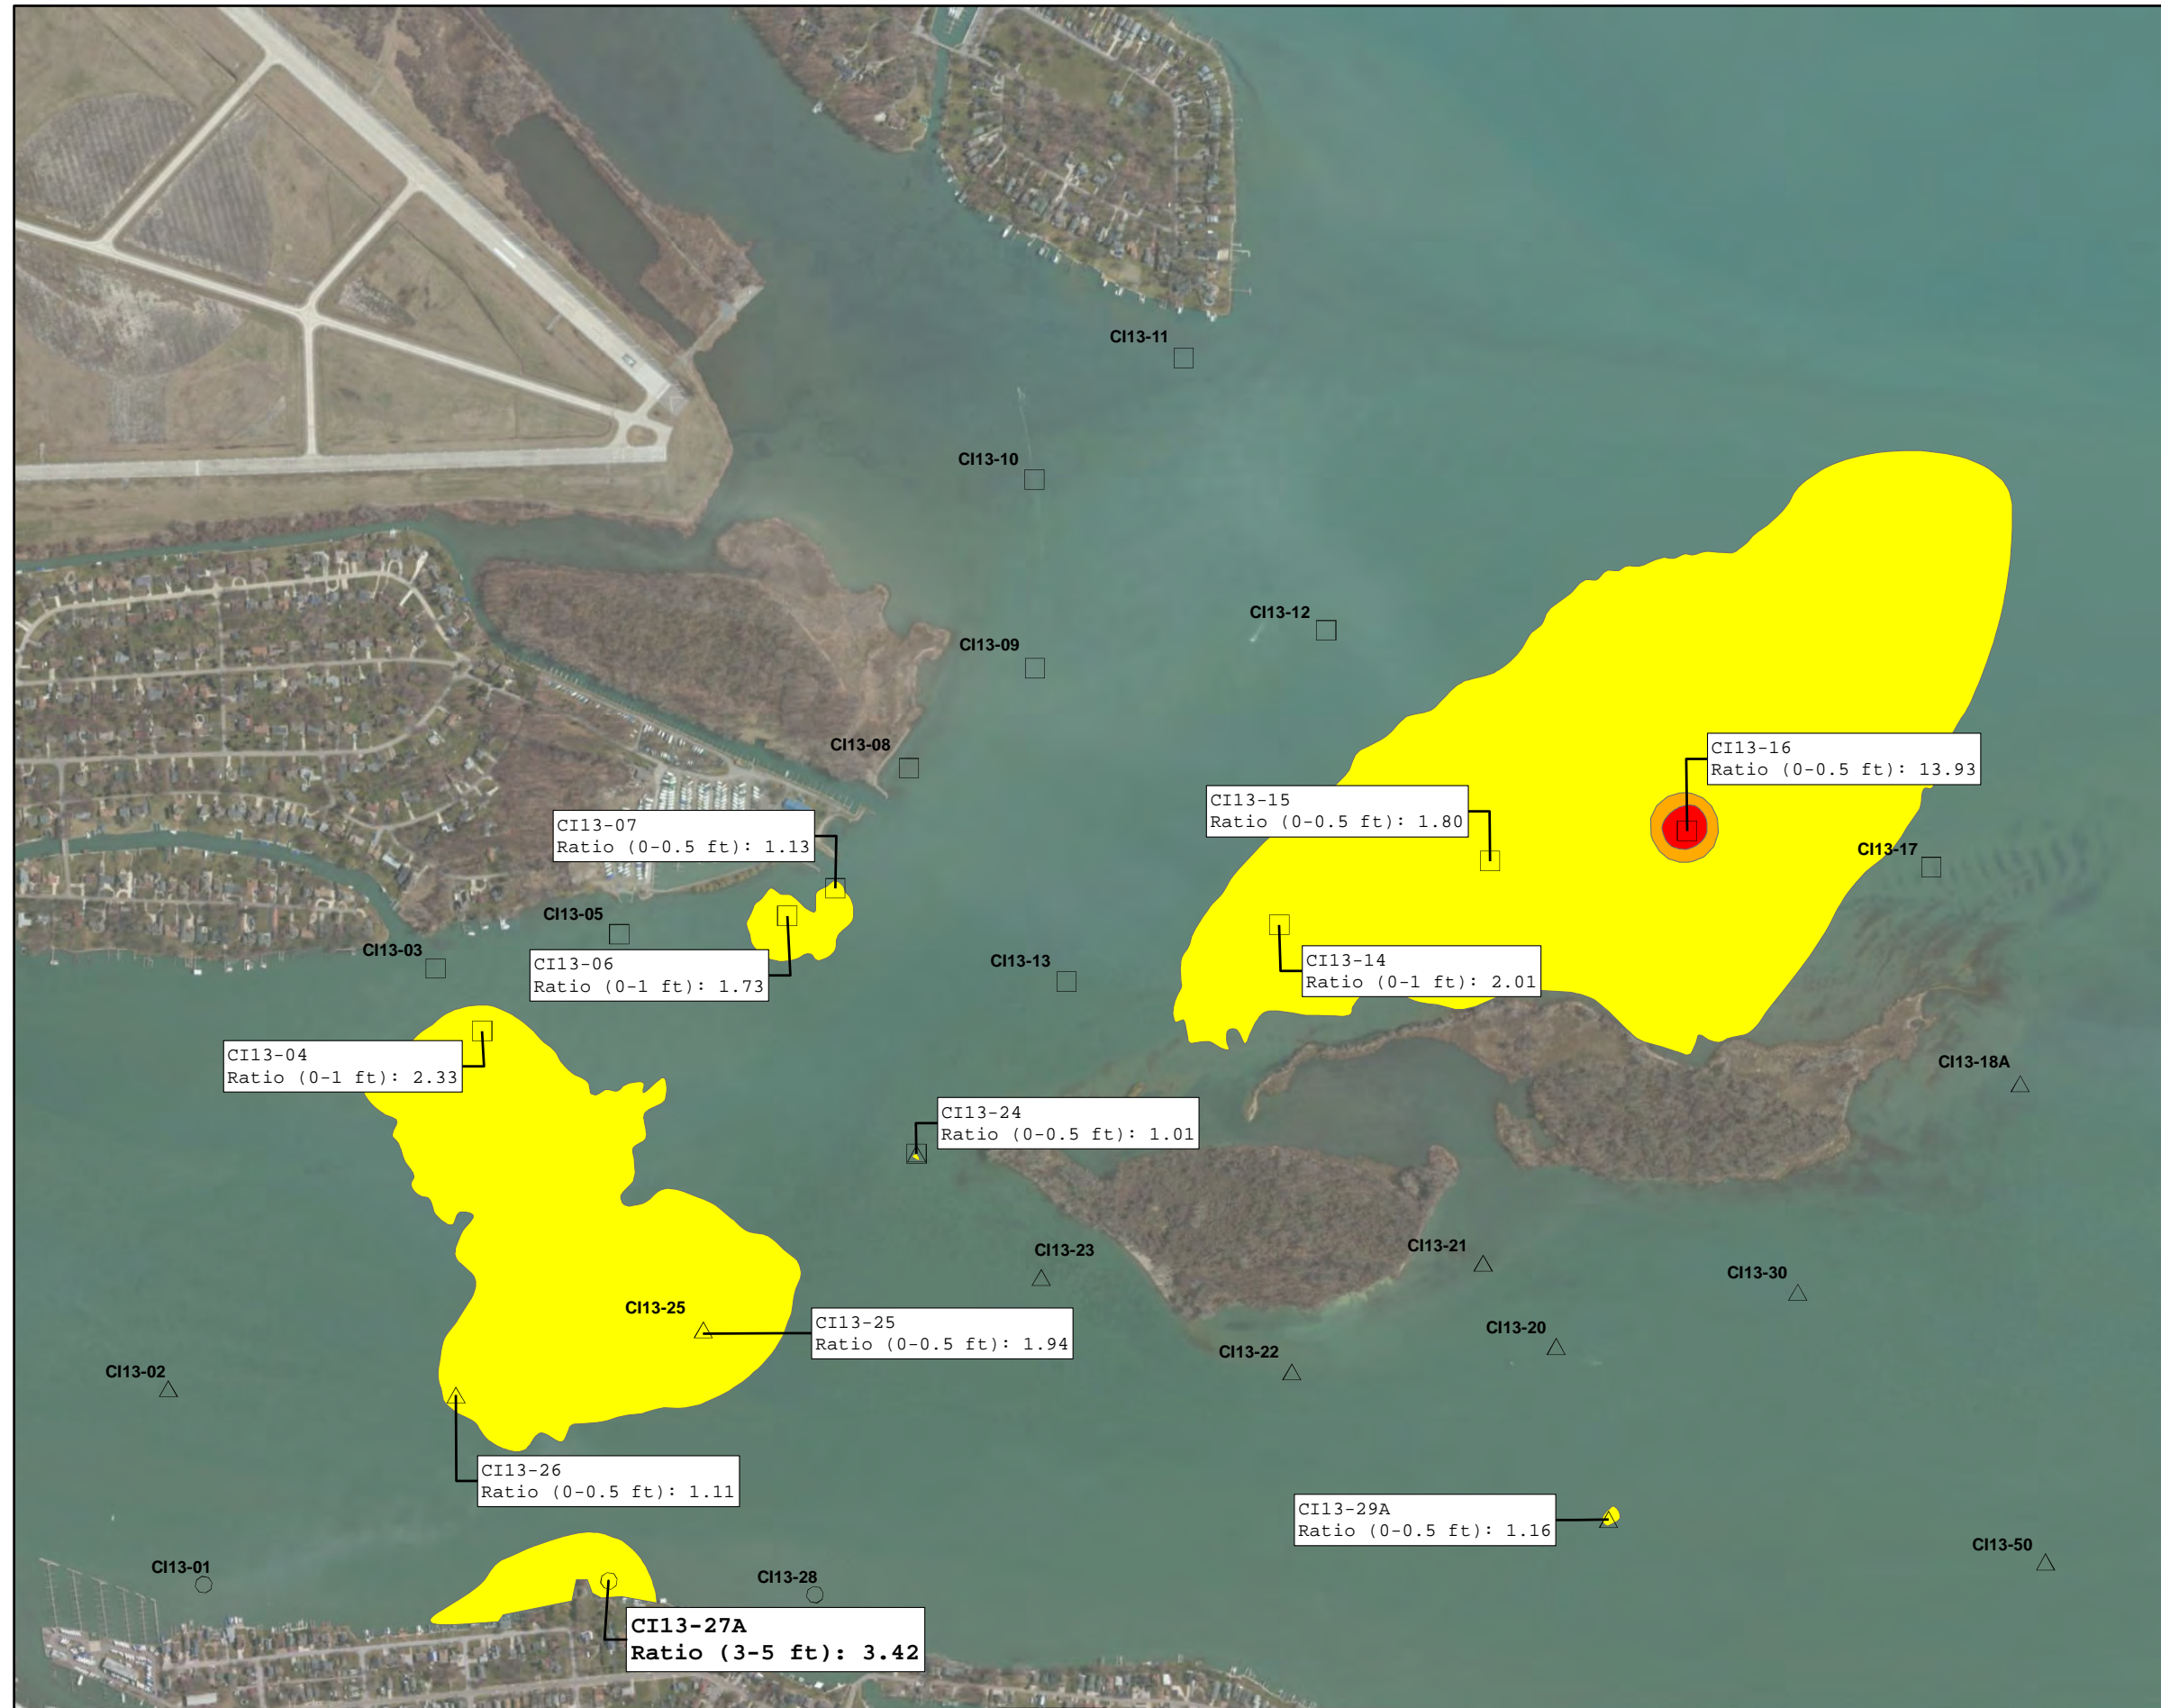 CI13-11
CI13-10
CI13-12
CI13-09
CI13-08
CI13-16
Ratio (0-0.5 ft): 13.93
CI13-15
Ratio (0-0.5 ft): 1.80
CI13-07
Ratio (0-0.5 ft): 1.13
CI13-17
CI13-05
CI13-03
CI13-06
Ratio (0-1 ft): 1.73
CI13-13
CI13-14
Ratio (0-1 ft): 2.01
CI13-04
Ratio (0-1 ft): 2.33
CI13-18A
CI13-24
Ratio (0-0.5 ft): 1.01
CI13-23
CI13-21
CI13-30
CI13-25
CI13-25
Ratio (0-0.5 ft): 1.94
CI13-20
CI13-22
CI13-02
CI13-26
Ratio (0-0.5 ft): 1.11
CI13-29A
Ratio (0-0.5 ft): 1.16
CI13-50
CI13-01
CI13-28
CI13-27A
Ratio (3-5 ft): 3.42